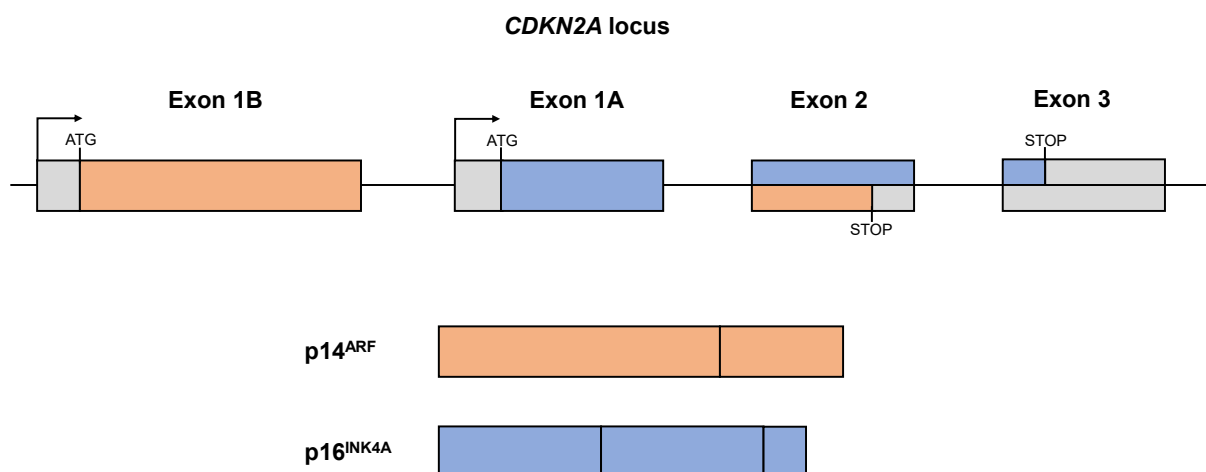 CDKN2A locus
Exon 1B Exon 1A Exon 2 Exon 3
ATG ATG STOP
STOP
p14ARF
p16INK4A